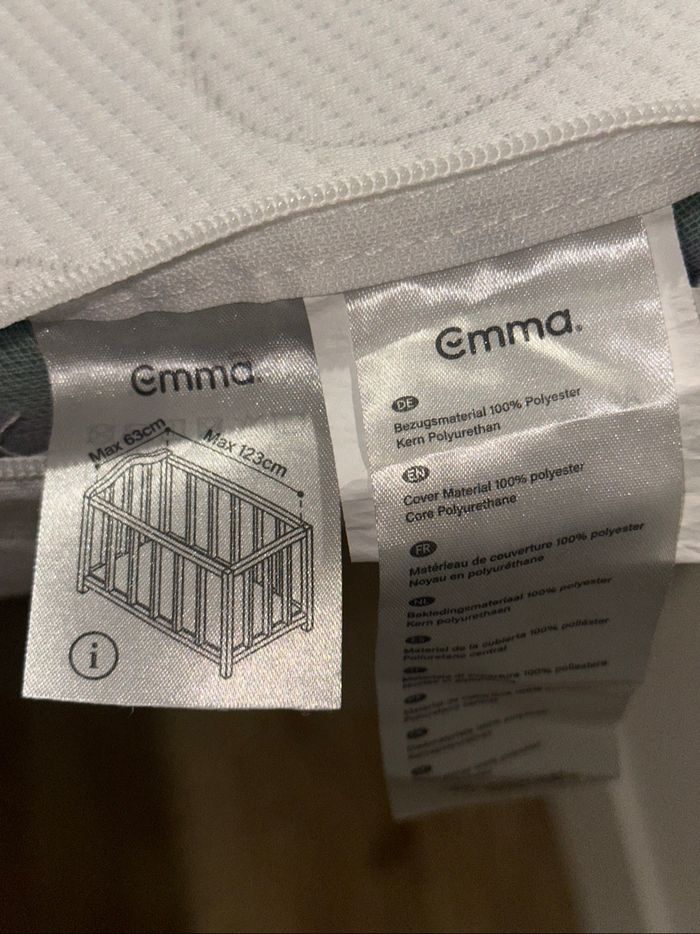 emma.
Max 63cm
Max 123cm
i
emma.
DE
Bezugsmaterial 100% Polyester
Kern Polyurethan
EN
Cover Material 100% polyester
Core Polyurethane
FR
Matérieau de couverture 100% polyester
Noyau en polyuréthane
NL
Bekledingsmateriaal 100% polyester
Kern polyurethaan
ES
Material de la cubierta 100% poliéster
Poliuretano central